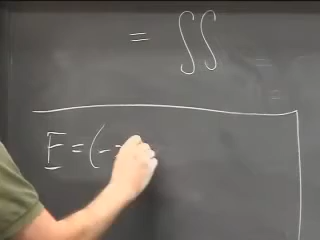 = ∬
F = (-